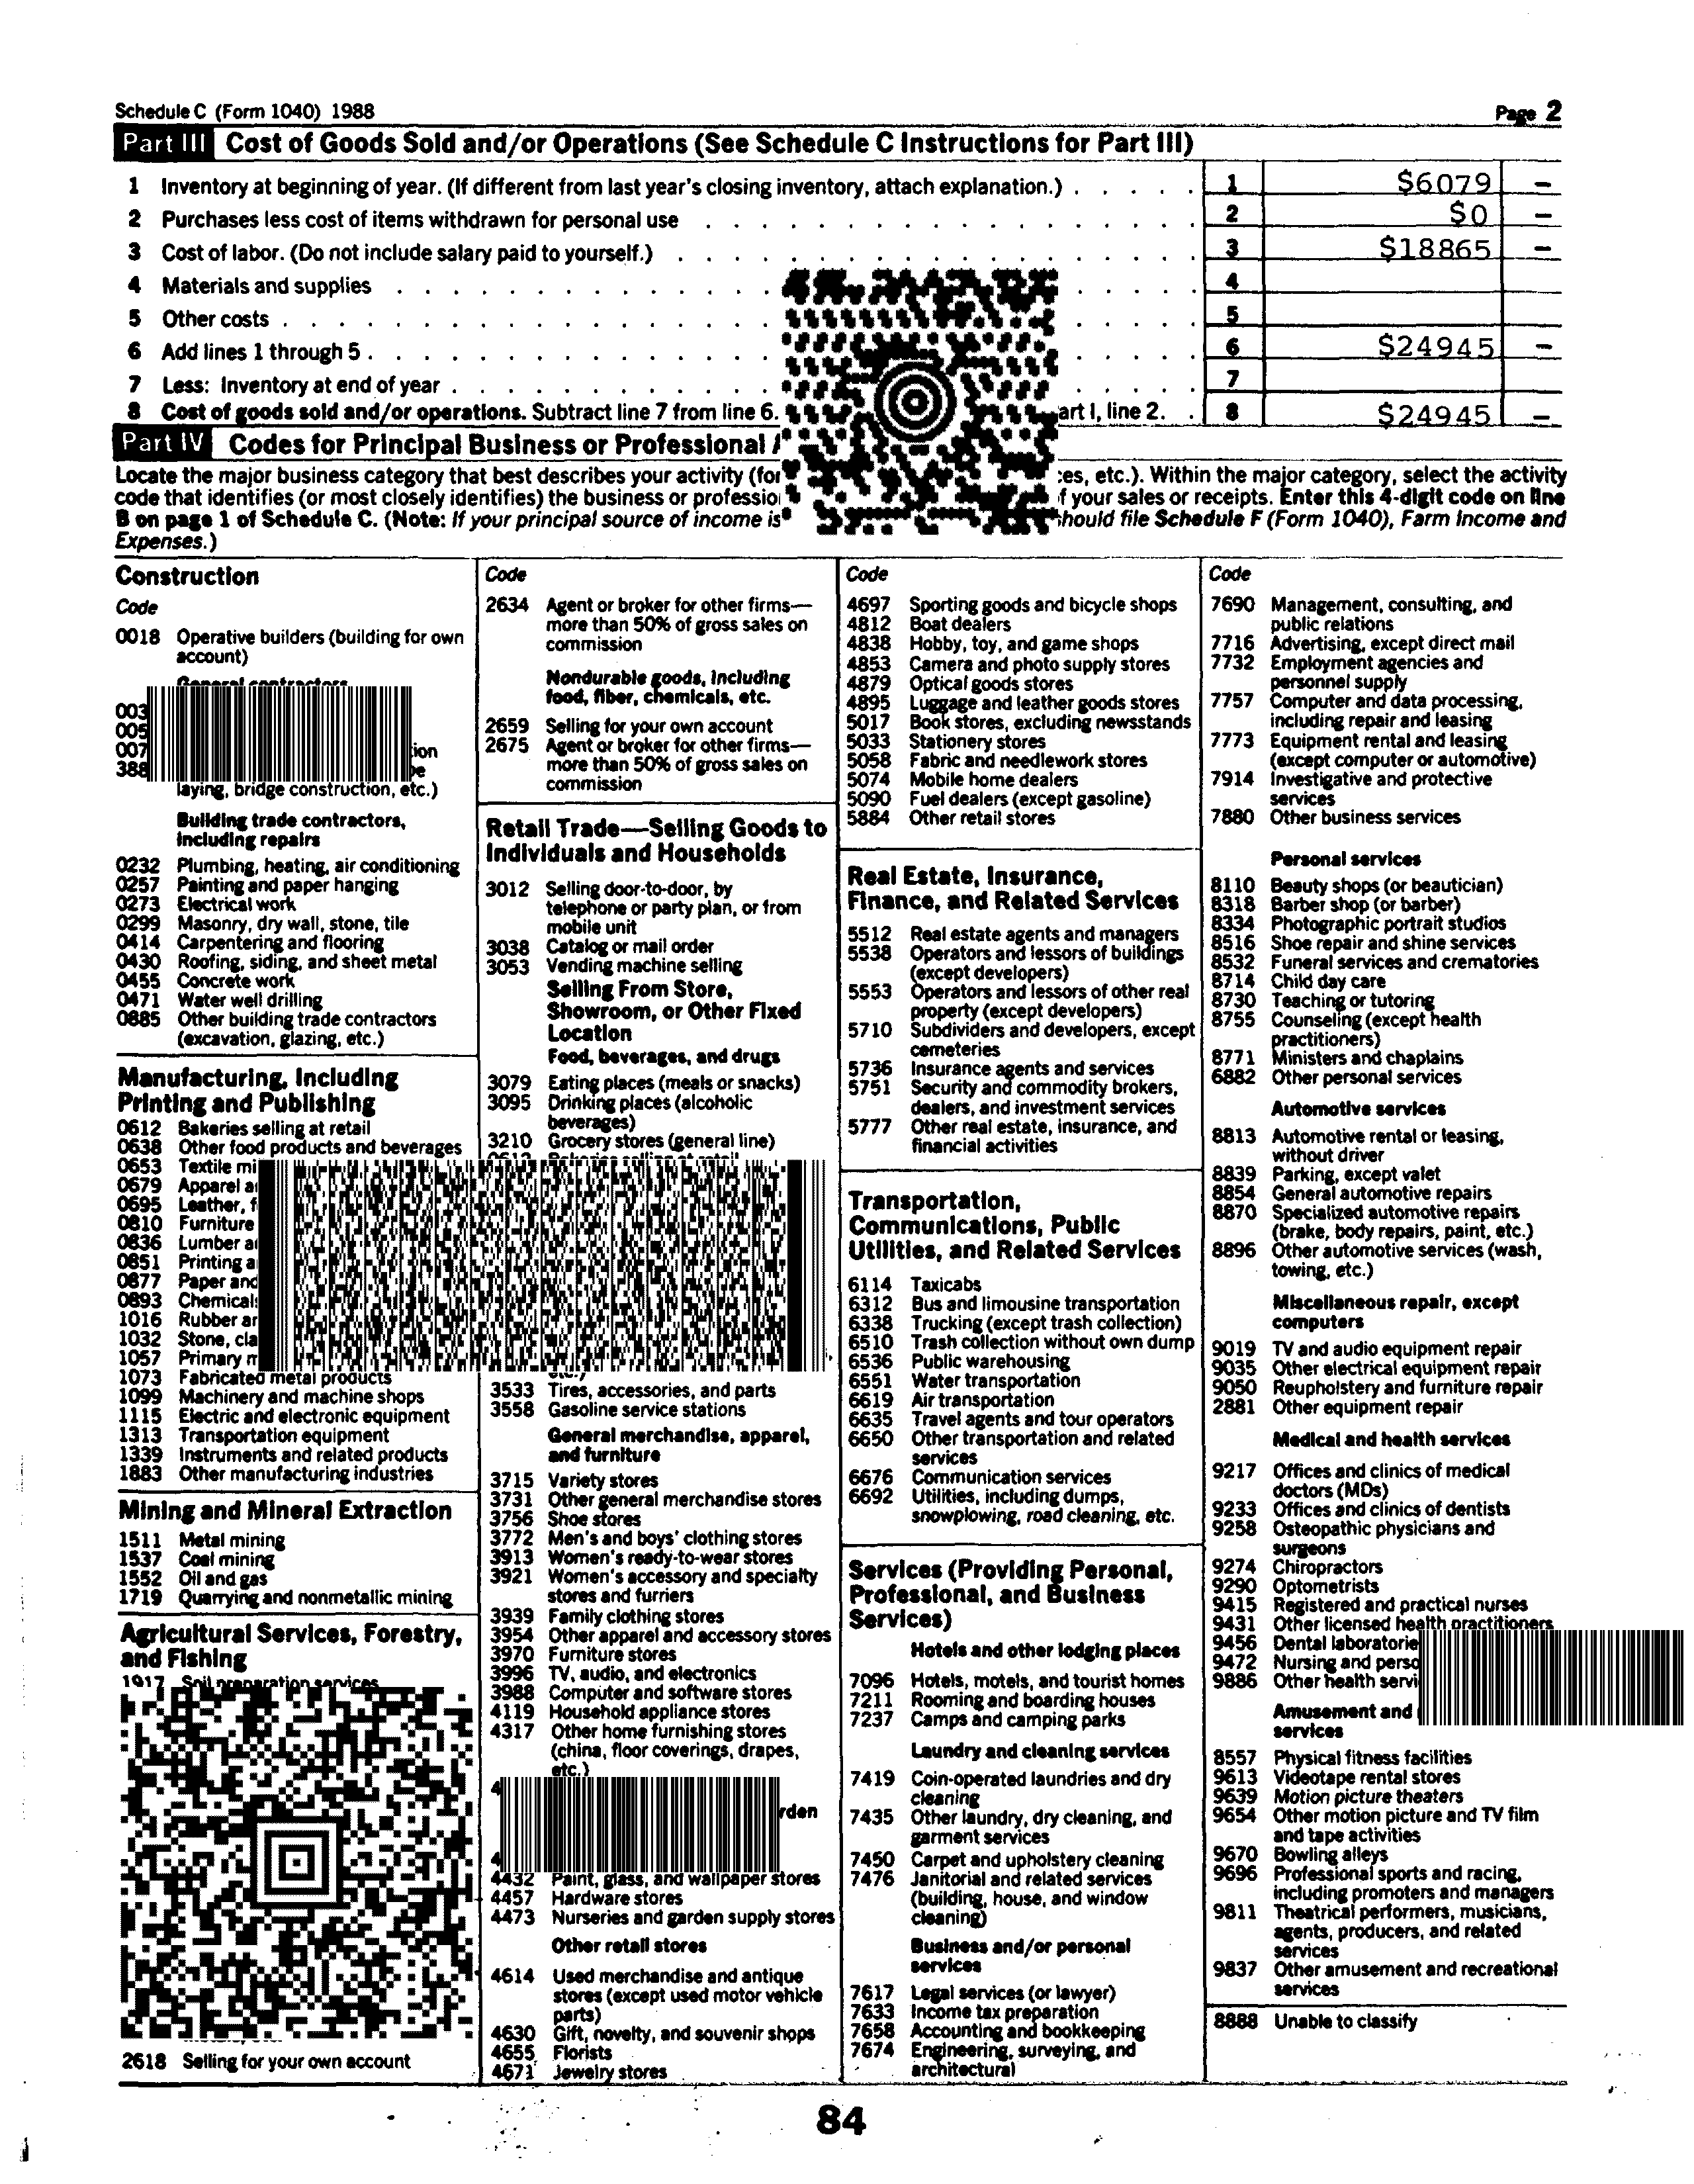 Schedule C (Form 1040) 1988 Page 2
Part III Cost of Goods Sold and/or Operations (See Schedule C Instructions for Part III)
1 Inventory at beginning of year. (If different from last year's closing inventory, attach explanation.) . . . . . 1 $6079 –
2 Purchases less cost of items withdrawn for personal use 2 $0 –
3 Cost of labor. (Do not include salary paid to yourself.) 3 $18865 –
4 Materials and supplies 4
5 Other costs 5
6 Add lines 1 through 5 6 $24945 –
7 Less: Inventory at end of year 7
8 Cost of goods sold and/or operations. Subtract line 7 from line 6. art I, line 2. 8 $24945 –
Part IV Codes for Principal Business or Professional
Locate the major business category that best describes your activity (for ces, etc.). Within the major category, select the activity
code that identifies (or most closely identifies) the business or professio f your sales or receipts. Enter this 4-digit code on line
B on page 1 of Schedule C. (Note: If your principal source of income is should file Schedule F (Form 1040), Farm Income and
Expenses.)
Construction
Code
0018 Operative builders (building for own
account)
General contractors
003
005
007 ion
388
laying, bridge construction, etc.)
Building trade contractors,
including repairs
0232 Plumbing, heating, air conditioning
0257 Painting and paper hanging
0273 Electrical work
0299 Masonry, dry wall, stone, tile
0414 Carpentering and flooring
0430 Roofing, siding, and sheet metal
0455 Concrete work
0471 Water well drilling
0885 Other building trade contractors
(excavation, glazing, etc.)
Manufacturing, Including
Printing and Publishing
0612 Bakeries selling at retail
0638 Other food products and beverages
0653 Textile mi
0679 Apparel a
0695 Leather, f
0810 Furniture
0836 Lumber a
0851 Printing a
0877 Paper and
0893 Chemical
1016 Rubber ar
1032 Stone, cla
1057 Primary m
1073 Fabricated metal products
1099 Machinery and machine shops
1115 Electric and electronic equipment
1313 Transportation equipment
1339 Instruments and related products
1883 Other manufacturing industries
Mining and Mineral Extraction
1511 Metal mining
1537 Coal mining
1552 Oil and gas
1719 Quarrying and nonmetallic mining
Agricultural Services, Forestry,
and Fishing
1917 Soil preparation services
2618 Selling for your own account
Code
2634 Agent or broker for other firms—
more than 50% of gross sales on
commission
Nondurable goods, including
food, fiber, chemicals, etc.
2659 Selling for your own account
2675 Agent or broker for other firms—
more than 50% of gross sales on
commission
Retail Trade—Selling Goods to
Individuals and Households
3012 Selling door-to-door, by
telephone or party plan, or from
mobile unit
3038 Catalog or mail order
3053 Vending machine selling
Selling From Store,
Showroom, or Other Fixed
Location
Food, beverages, and drugs
3079 Eating places (meals or snacks)
3095 Drinking places (alcoholic
beverages)
3210 Grocery stores (general line)
0612 Bakeries selling at retail
etc.)
3533 Tires, accessories, and parts
3558 Gasoline service stations
General merchandise, apparel,
and furniture
3715 Variety stores
3731 Other general merchandise stores
3756 Shoe stores
3772 Men's and boys' clothing stores
3913 Women's ready-to-wear stores
3921 Women's accessory and specialty
stores and furriers
3939 Family clothing stores
3954 Other apparel and accessory stores
3970 Furniture stores
3996 TV, audio, and electronics
3988 Computer and software stores
4119 Household appliance stores
4317 Other home furnishing stores
(china, floor coverings, drapes,
etc.)
4
rden
4
4432 Paint, glass, and wallpaper stores
4457 Hardware stores
4473 Nurseries and garden supply stores
Other retail stores
4614 Used merchandise and antique
stores (except used motor vehicle
parts)
4630 Gift, novelty, and souvenir shops
4655 Florists
4671 Jewelry stores
Code
4697 Sporting goods and bicycle shops
4812 Boat dealers
4838 Hobby, toy, and game shops
4853 Camera and photo supply stores
4879 Optical goods stores
4895 Luggage and leather goods stores
5017 Book stores, excluding newsstands
5033 Stationery stores
5058 Fabric and needlework stores
5074 Mobile home dealers
5090 Fuel dealers (except gasoline)
5884 Other retail stores
Real Estate, Insurance,
Finance, and Related Services
5512 Real estate agents and managers
5538 Operators and lessors of buildings
(except developers)
5553 Operators and lessors of other real
property (except developers)
5710 Subdividers and developers, except
cemeteries
5736 Insurance agents and services
5751 Security and commodity brokers,
dealers, and investment services
5777 Other real estate, insurance, and
financial activities
Transportation,
Communications, Public
Utilities, and Related Services
6114 Taxicabs
6312 Bus and limousine transportation
6338 Trucking (except trash collection)
6510 Trash collection without own dump
6536 Public warehousing
6551 Water transportation
6619 Air transportation
6635 Travel agents and tour operators
6650 Other transportation and related
services
6676 Communication services
6692 Utilities, including dumps,
snowplowing, road cleaning, etc.
Services (Providing Personal,
Professional, and Business
Services)
Hotels and other lodging places
7096 Hotels, motels, and tourist homes
7211 Rooming and boarding houses
7237 Camps and camping parks
Laundry and cleaning services
7419 Coin-operated laundries and dry
cleaning
7435 Other laundry, dry cleaning, and
garment services
7450 Carpet and upholstery cleaning
7476 Janitorial and related services
(building, house, and window
cleaning)
Business and/or personal
services
7617 Legal services (or lawyer)
7633 Income tax preparation
7658 Accounting and bookkeeping
7674 Engineering, surveying, and
architectural
Code
7690 Management, consulting, and
public relations
7716 Advertising, except direct mail
7732 Employment agencies and
personnel supply
7757 Computer and data processing,
including repair and leasing
7773 Equipment rental and leasing
(except computer or automotive)
7914 Investigative and protective
services
7880 Other business services
Personal services
8110 Beauty shops (or beautician)
8318 Barber shop (or barber)
8334 Photographic portrait studios
8516 Shoe repair and shine services
8532 Funeral services and crematories
8714 Child day care
8730 Teaching or tutoring
8755 Counseling (except health
practitioners)
8771 Ministers and chaplains
6882 Other personal services
Automotive services
8813 Automotive rental or leasing,
without driver
8839 Parking, except valet
8854 General automotive repairs
8870 Specialized automotive repairs
(brake, body repairs, paint, etc.)
8896 Other automotive services (wash,
towing, etc.)
Miscellaneous repair, except
computers
9019 TV and audio equipment repair
9035 Other electrical equipment repair
9050 Reupholstery and furniture repair
2881 Other equipment repair
Medical and health services
9217 Offices and clinics of medical
doctors (MDs)
9233 Offices and clinics of dentists
9258 Osteopathic physicians and
surgeons
9274 Chiropractors
9290 Optometrists
9415 Registered and practical nurses
9431 Other licensed health practitioners
9456 Dental laboratorie
9472 Nursing and perso
9886 Other health servi
Amusement and
services
8557 Physical fitness facilities
9613 Videotape rental stores
9639 Motion picture theaters
9654 Other motion picture and TV film
and tape activities
9670 Bowling alleys
9696 Professional sports and racing,
including promoters and managers
9811 Theatrical performers, musicians,
agents, producers, and related
services
9837 Other amusement and recreational
services
8888 Unable to classify
84